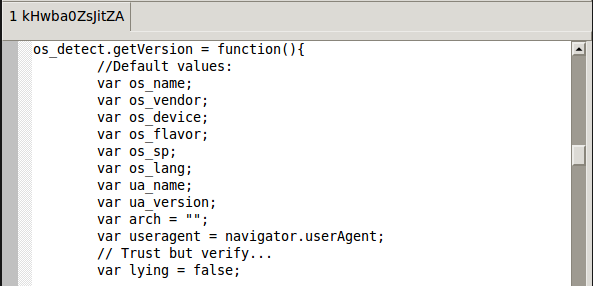 1 kHwba0ZsJitZA
os_detect.getVersion = function(){
//Default values:
var os_name;
var os_vendor;
var os_device;
var os_flavor;
var os_sp;
var os_lang;
var ua_name;
var ua_version;
var arch = "";
var useragent = navigator.userAgent;
// Trust but verify...
var lying = false;